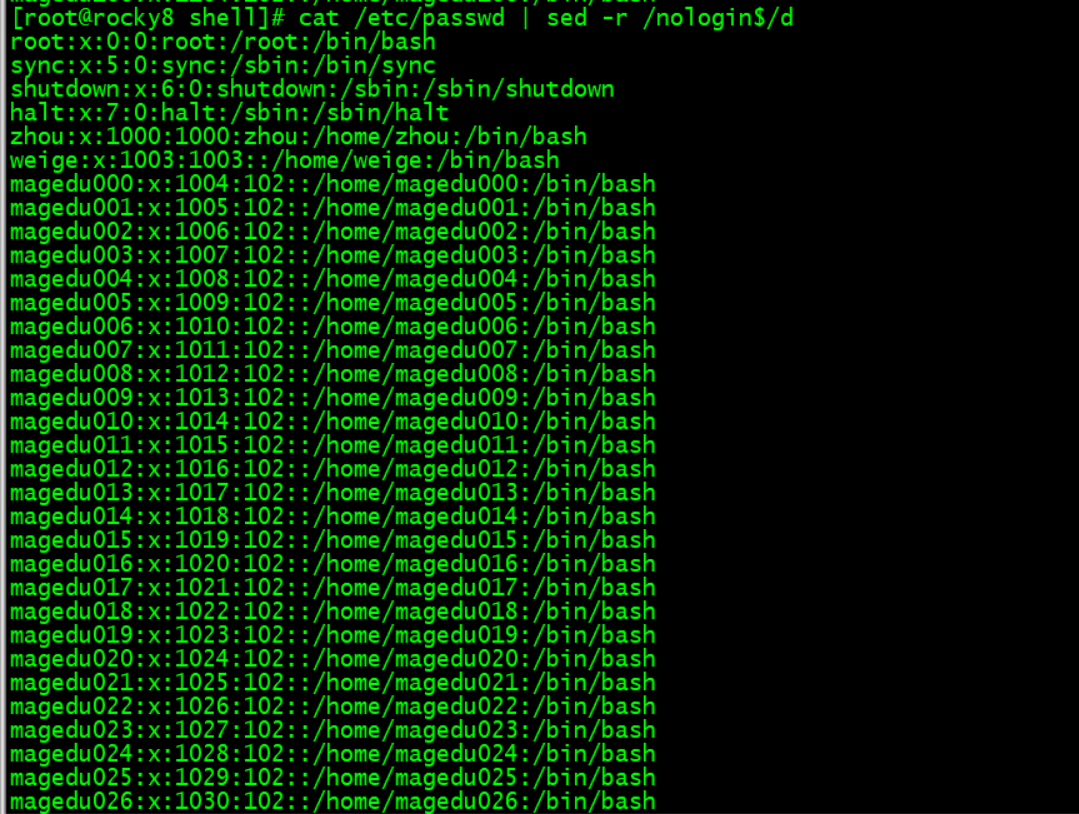 [root@rocky8 shell]# cat /etc/passwd | sed -r /nologin$/d
root:x:0:0:root:/root:/bin/bash
sync:x:5:0:sync:/sbin:/bin/sync
shutdown:x:6:0:shutdown:/sbin:/sbin/shutdown
halt:x:7:0:halt:/sbin:/sbin/halt
zhou:x:1000:1000:zhou:/home/zhou:/bin/bash
weige:x:1003:1003::/home/weige:/bin/bash
magedu000:x:1004:102::/home/magedu000:/bin/bash
magedu001:x:1005:102::/home/magedu001:/bin/bash
magedu002:x:1006:102::/home/magedu002:/bin/bash
magedu003:x:1007:102::/home/magedu003:/bin/bash
magedu004:x:1008:102::/home/magedu004:/bin/bash
magedu005:x:1009:102::/home/magedu005:/bin/bash
magedu006:x:1010:102::/home/magedu006:/bin/bash
magedu007:x:1011:102::/home/magedu007:/bin/bash
magedu008:x:1012:102::/home/magedu008:/bin/bash
magedu009:x:1013:102::/home/magedu009:/bin/bash
magedu010:x:1014:102::/home/magedu010:/bin/bash
magedu011:x:1015:102::/home/magedu011:/bin/bash
magedu012:x:1016:102::/home/magedu012:/bin/bash
magedu013:x:1017:102::/home/magedu013:/bin/bash
magedu014:x:1018:102::/home/magedu014:/bin/bash
magedu015:x:1019:102::/home/magedu015:/bin/bash
magedu016:x:1020:102::/home/magedu016:/bin/bash
magedu017:x:1021:102::/home/magedu017:/bin/bash
magedu018:x:1022:102::/home/magedu018:/bin/bash
magedu019:x:1023:102::/home/magedu019:/bin/bash
magedu020:x:1024:102::/home/magedu020:/bin/bash
magedu021:x:1025:102::/home/magedu021:/bin/bash
magedu022:x:1026:102::/home/magedu022:/bin/bash
magedu023:x:1027:102::/home/magedu023:/bin/bash
magedu024:x:1028:102::/home/magedu024:/bin/bash
magedu025:x:1029:102::/home/magedu025:/bin/bash
magedu026:x:1030:102::/home/magedu026:/bin/bash